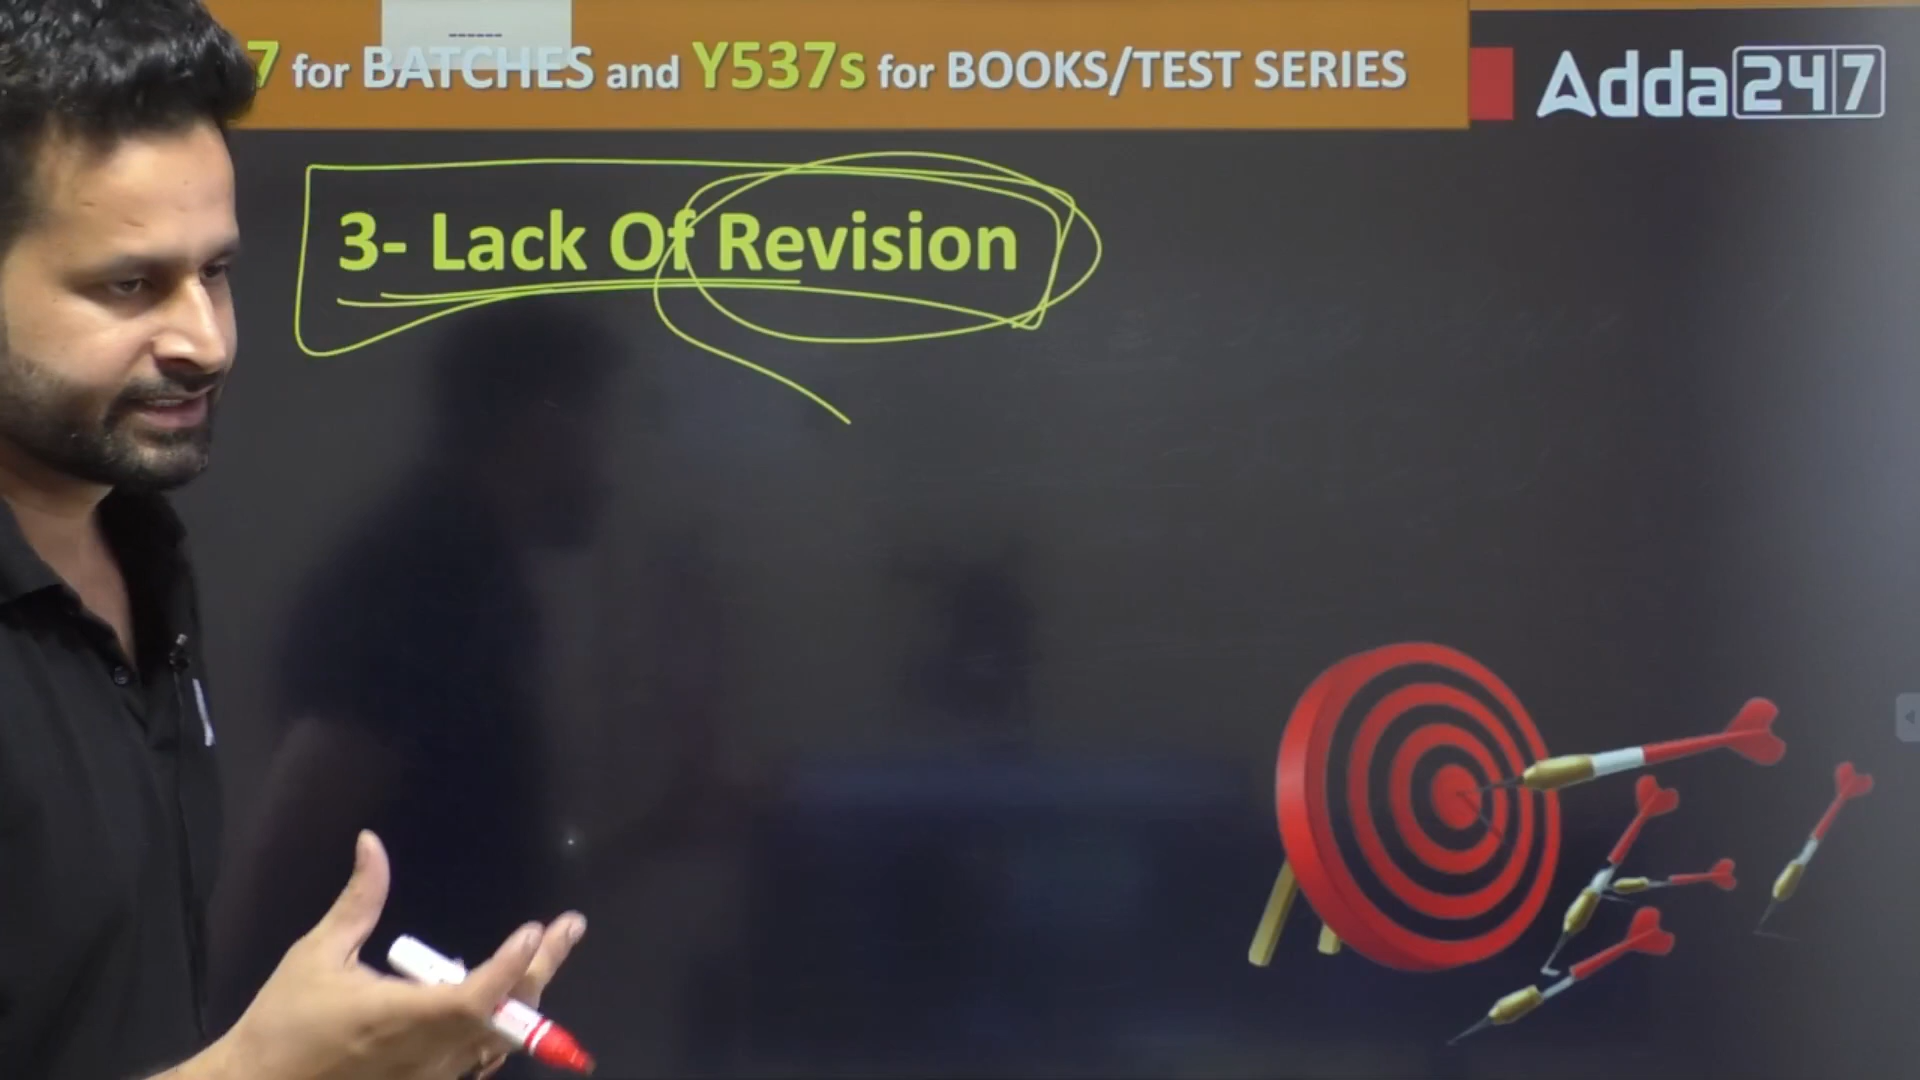 7 for BATCHES and Y537s for BOOKS/TEST SERIES
Adda247
3- Lack Of Revision